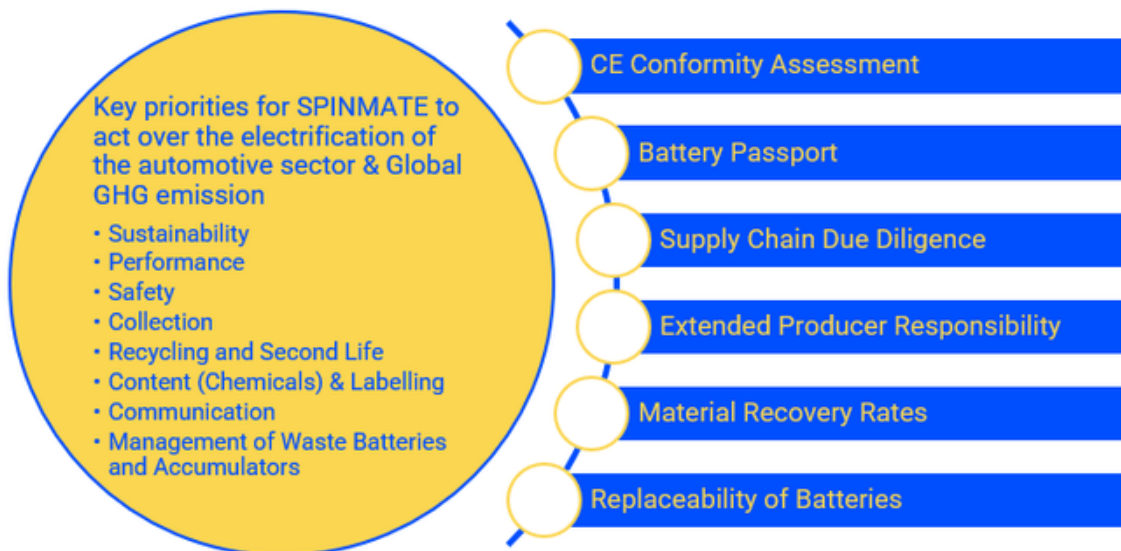 Key priorities for SPINMATE to
act over the electrification of
the automotive sector & Global
GHG emission
• Sustainability
• Performance
• Safety
• Collection
• Recycling and Second Life
• Content (Chemicals) & Labelling
• Communication
• Management of Waste Batteries
and Accumulators
CE Conformity Assessment
Battery Passport
Supply Chain Due Diligence
Extended Producer Responsibility
Material Recovery Rates
Replaceability of Batteries